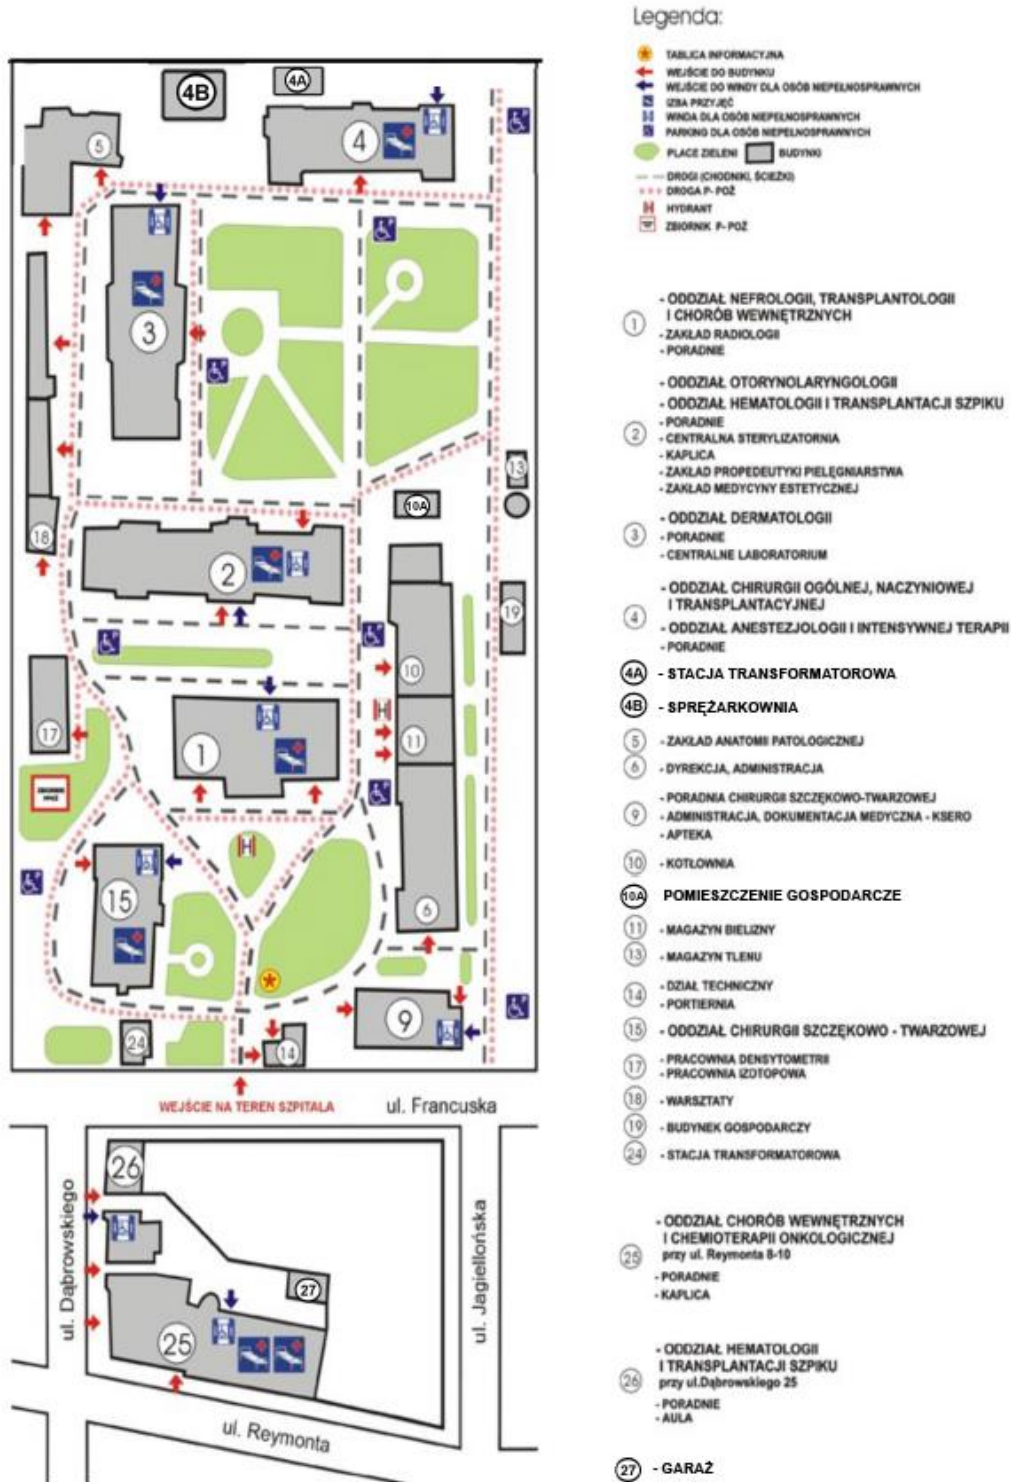 Legenda:
TABLICA INFORMACYJNA
WEJŚCIE DO BUDYNKU
WEJŚCIE DO WINDY DLA OSÓB NIEPEŁNOSPRAWNYCH
IZBA PRZYJĘĆ
WINDA DLA OSÓB NIEPEŁNOSPRAWNYCH
PARKING DLA OSÓB NIEPEŁNOSPRAWNYCH
PLACE ZIELENI BUDYNKI
DROGI (CHODNIKI, ŚCIEŻKI)
DROGA P- POŻ
H HYDRANT
ZBIORNIK P- POŻ
1 - ODDZIAŁ NEFROLOGII, TRANSPLANTOLOGII
I CHORÓB WEWNĘTRZNYCH
- ZAKŁAD RADIOLOGII
- PORADNIE
2 - ODDZIAŁ OTORYNOLARYNGOLOGII
- ODDZIAŁ HEMATOLOGII I TRANSPLANTACJI SZPIKU
- PORADNIE
- CENTRALNA STERYLIZATORNIA
- KAPLICA
- ZAKŁAD PROPEDEUTYKI PIELĘGNIARSTWA
- ZAKŁAD MEDYCYNY ESTETYCZNEJ
3 - ODDZIAŁ DERMATOLOGII
- PORADNIE
- CENTRALNE LABORATORIUM
4 - ODDZIAŁ CHIRURGII OGÓLNEJ, NACZYNIOWEJ
I TRANSPLANTACYJNEJ
- ODDZIAŁ ANESTEZJOLOGII I INTENSYWNEJ TERAPII
- PORADNIE
4A - STACJA TRANSFORMATOROWA
4B - SPRĘŻARKOWNIA
5 - ZAKŁAD ANATOMII PATOLOGICZNEJ
6 - DYREKCJA, ADMINISTRACJA
9 - PORADNIA CHIRURGII SZCZĘKOWO-TWARZOWEJ
- ADMINISTRACJA, DOKUMENTACJA MEDYCZNA - KSERO
- APTEKA
10 - KOTŁOWNIA
10A POMIESZCZENIE GOSPODARCZE
11 - MAGAZYN BIELIZNY
13 - MAGAZYN TLENU
14 - DZIAŁ TECHNICZNY
- PORTIERNIA
15 - ODDZIAŁ CHIRURGII SZCZĘKOWO - TWARZOWEJ
17 - PRACOWNIA DENSYTOMETRII
- PRACOWNIA IZOTOPOWA
18 - WARSZTATY
19 - BUDYNEK GOSPODARCZY
24 - STACJA TRANSFORMATOROWA
25 - ODDZIAŁ CHORÓB WEWNĘTRZNYCH
I CHEMIOTERAPII ONKOLOGICZNEJ
przy ul. Reymonta 8-10
- PORADNIE
- KAPLICA
26 - ODDZIAŁ HEMATOLOGII
I TRANSPLANTACJI SZPIKU
przy ul.Dąbrowskiego 25
- PORADNIE
- AULA
27 - GARAŻ
4B
4A
5
4
3
13
10A
18
2
19
10
17
1
H
11
H
15
6
9
24
14
WEJŚCIE NA TEREN SZPITALA
ul. Francuska
26
ul. Dąbrowskiego
ul. Jagiellońska
27
25
ul. Reymonta